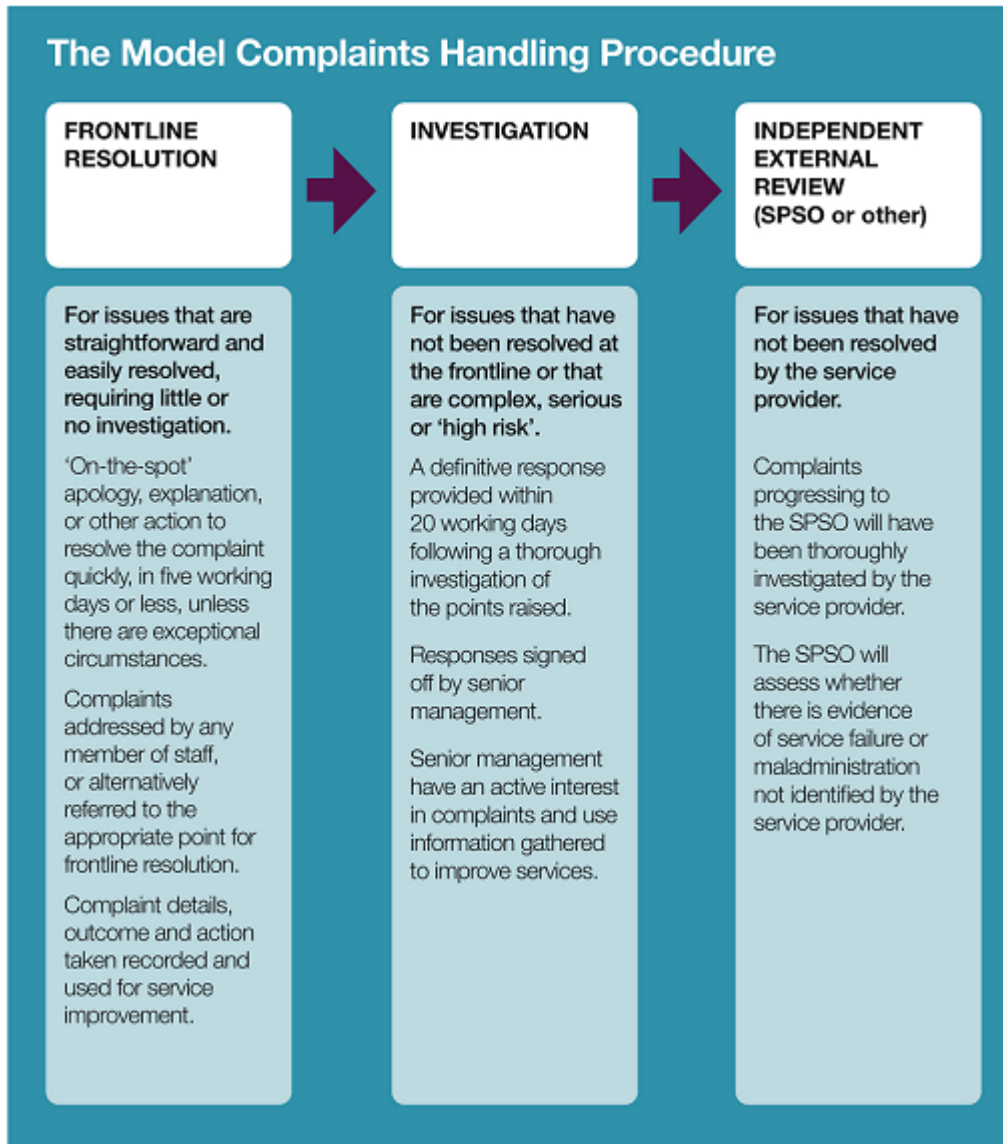 The Model Complaints Handling Procedure
FRONTLINE
RESOLUTION
INVESTIGATION
INDEPENDENT
EXTERNAL
REVIEW
(SPSO or other)
For issues that are
straightforward and
easily resolved,
requiring little or
no investigation.
‘On-the-spot’
apology, explanation,
or other action to
resolve the complaint
quickly, in five working
days or less, unless
there are exceptional
circumstances.
Complaints
addressed by any
member of staff,
or alternatively
referred to the
appropriate point for
frontline resolution.
Complaint details,
outcome and action
taken recorded and
used for service
improvement.
For issues that have
not been resolved at
the frontline or that
are complex, serious
or ‘high risk’.
A definitive response
provided within
20 working days
following a thorough
investigation of
the points raised.
Responses signed
off by senior
management.
Senior management
have an active interest
in complaints and use
information gathered
to improve services.
For issues that have
not been resolved
by the service
provider.
Complaints
progressing to
the SPSO will have
been thoroughly
investigated by the
service provider.
The SPSO will
assess whether
there is evidence
of service failure or
maladministration
not identified by the
service provider.